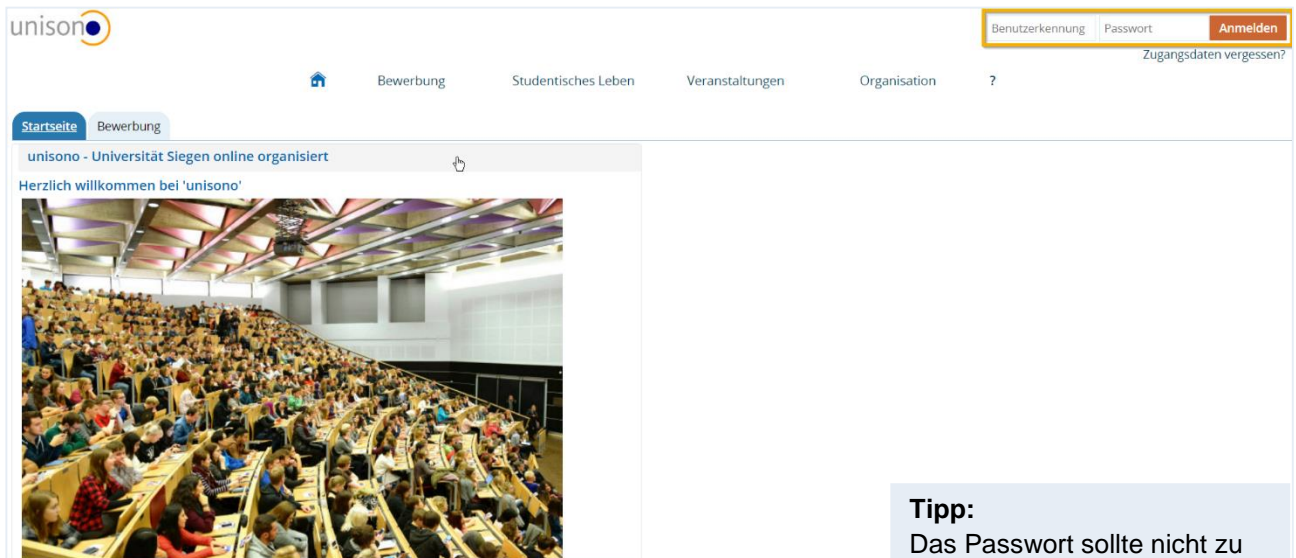 unisono
Benutzerkennung Passwort Anmelden
Zugangsdaten vergessen?
Bewerbung Studentisches Leben Veranstaltungen Organisation ?
Startseite Bewerbung
unisono - Universität Siegen online organisiert
Herzlich willkommen bei 'unisono'
Tipp:
Das Passwort sollte nicht zu